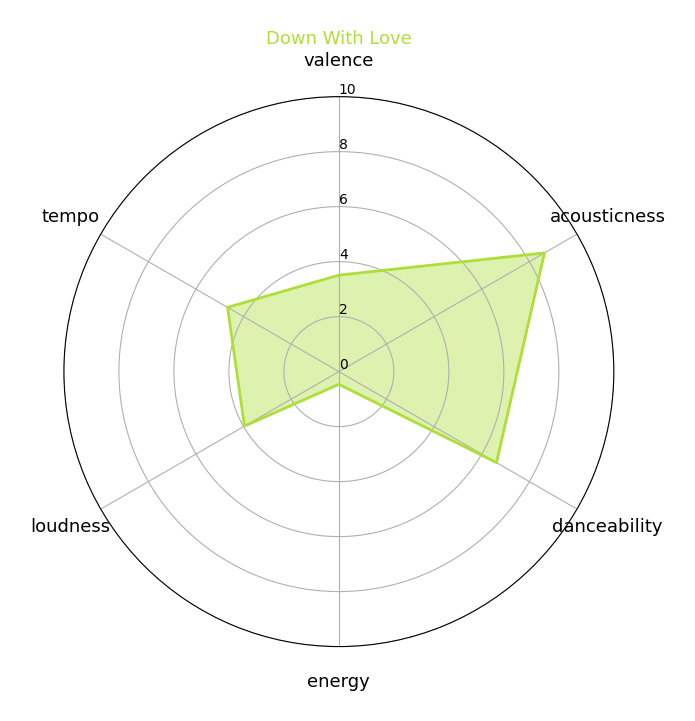 Down With Love
valence
10
8
6
4
2
0
tempo
acousticness
loudness
danceability
energy